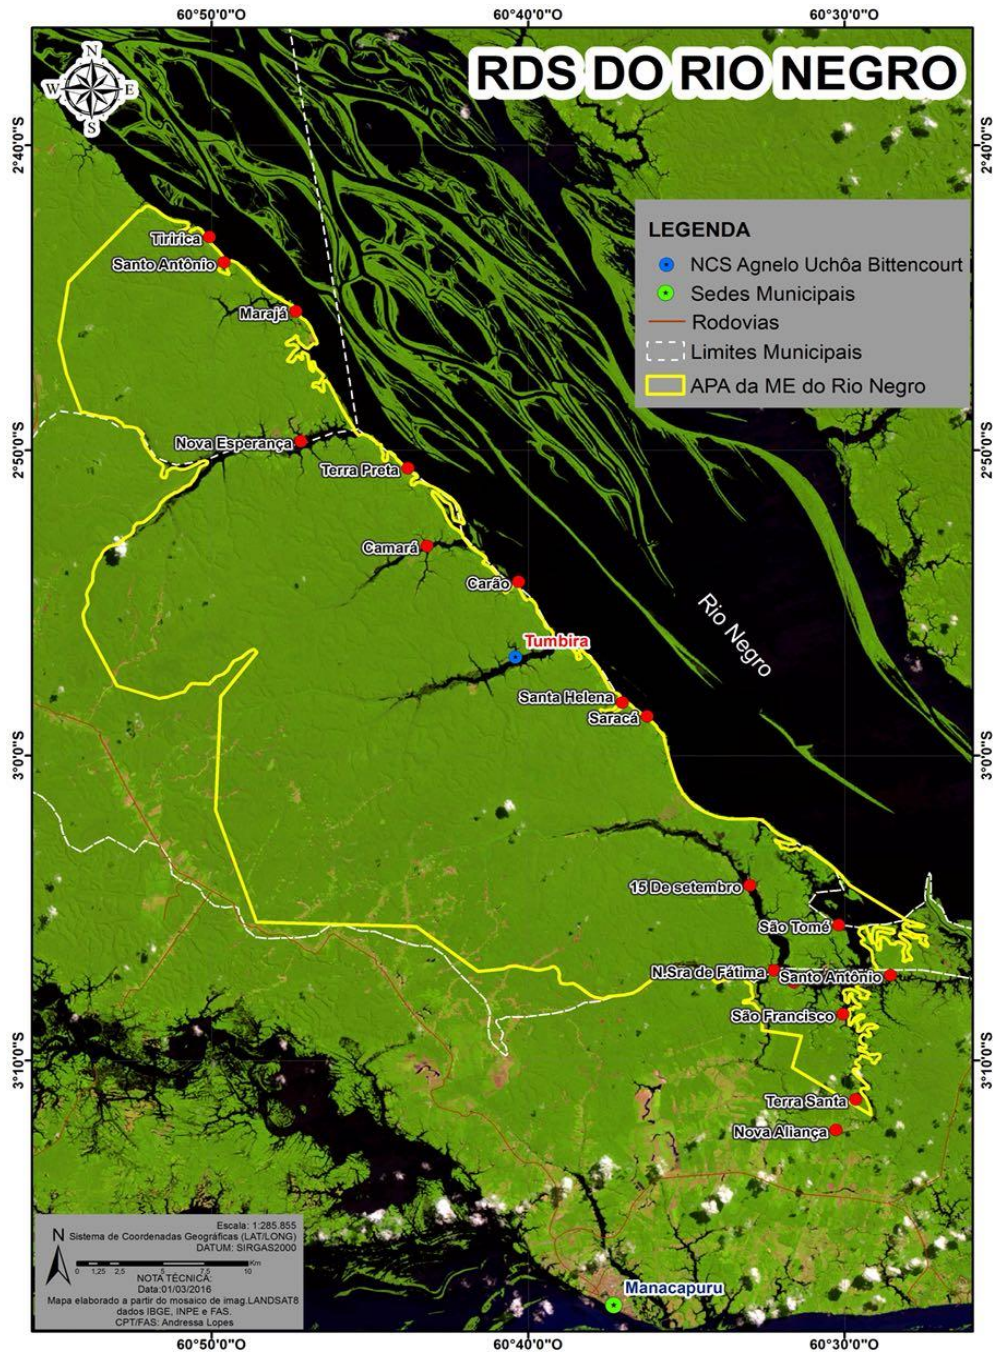 60°50'0"O
60°40'0"O
60°30'0"O
N
W
E
S
RDS DO RIO NEGRO
2°40'0"S
2°40'0"S
LEGENDA
NCS Agnelo Uchôa Bittencourt
Sedes Municipais
Rodovias
Limites Municipais
APA da ME do Rio Negro
Tiririca
Santo Antônio
Marajá
Nova Esperança
2°50'0"S
2°50'0"S
Terra Preta
Camará
Carão
Rio Negro
Tumbira
Santa Helena
Saracá
3°0'0"S
3°0'0"S
15 De setembro
São Tomé
N.Sra de Fátima
Santo Antônio
São Francisco
3°10'0"S
3°10'0"S
Terra Santa
Nova Aliança
Manacapuru
Escala: 1:285.855
N
Sistema de Coordenadas Geográficas (LAT/LONG)
DATUM: SIRGAS2000
Km
0 1,25 2,5 5 7,5 10
NOTA TÉCNICA:
Data:01/03/2016
Mapa elaborado a partir do mosaico de imag.LANDSAT8
dados IBGE, INPE e FAS.
CPT/FAS: Andressa Lopes
60°50'0"O
60°40'0"O
60°30'0"O